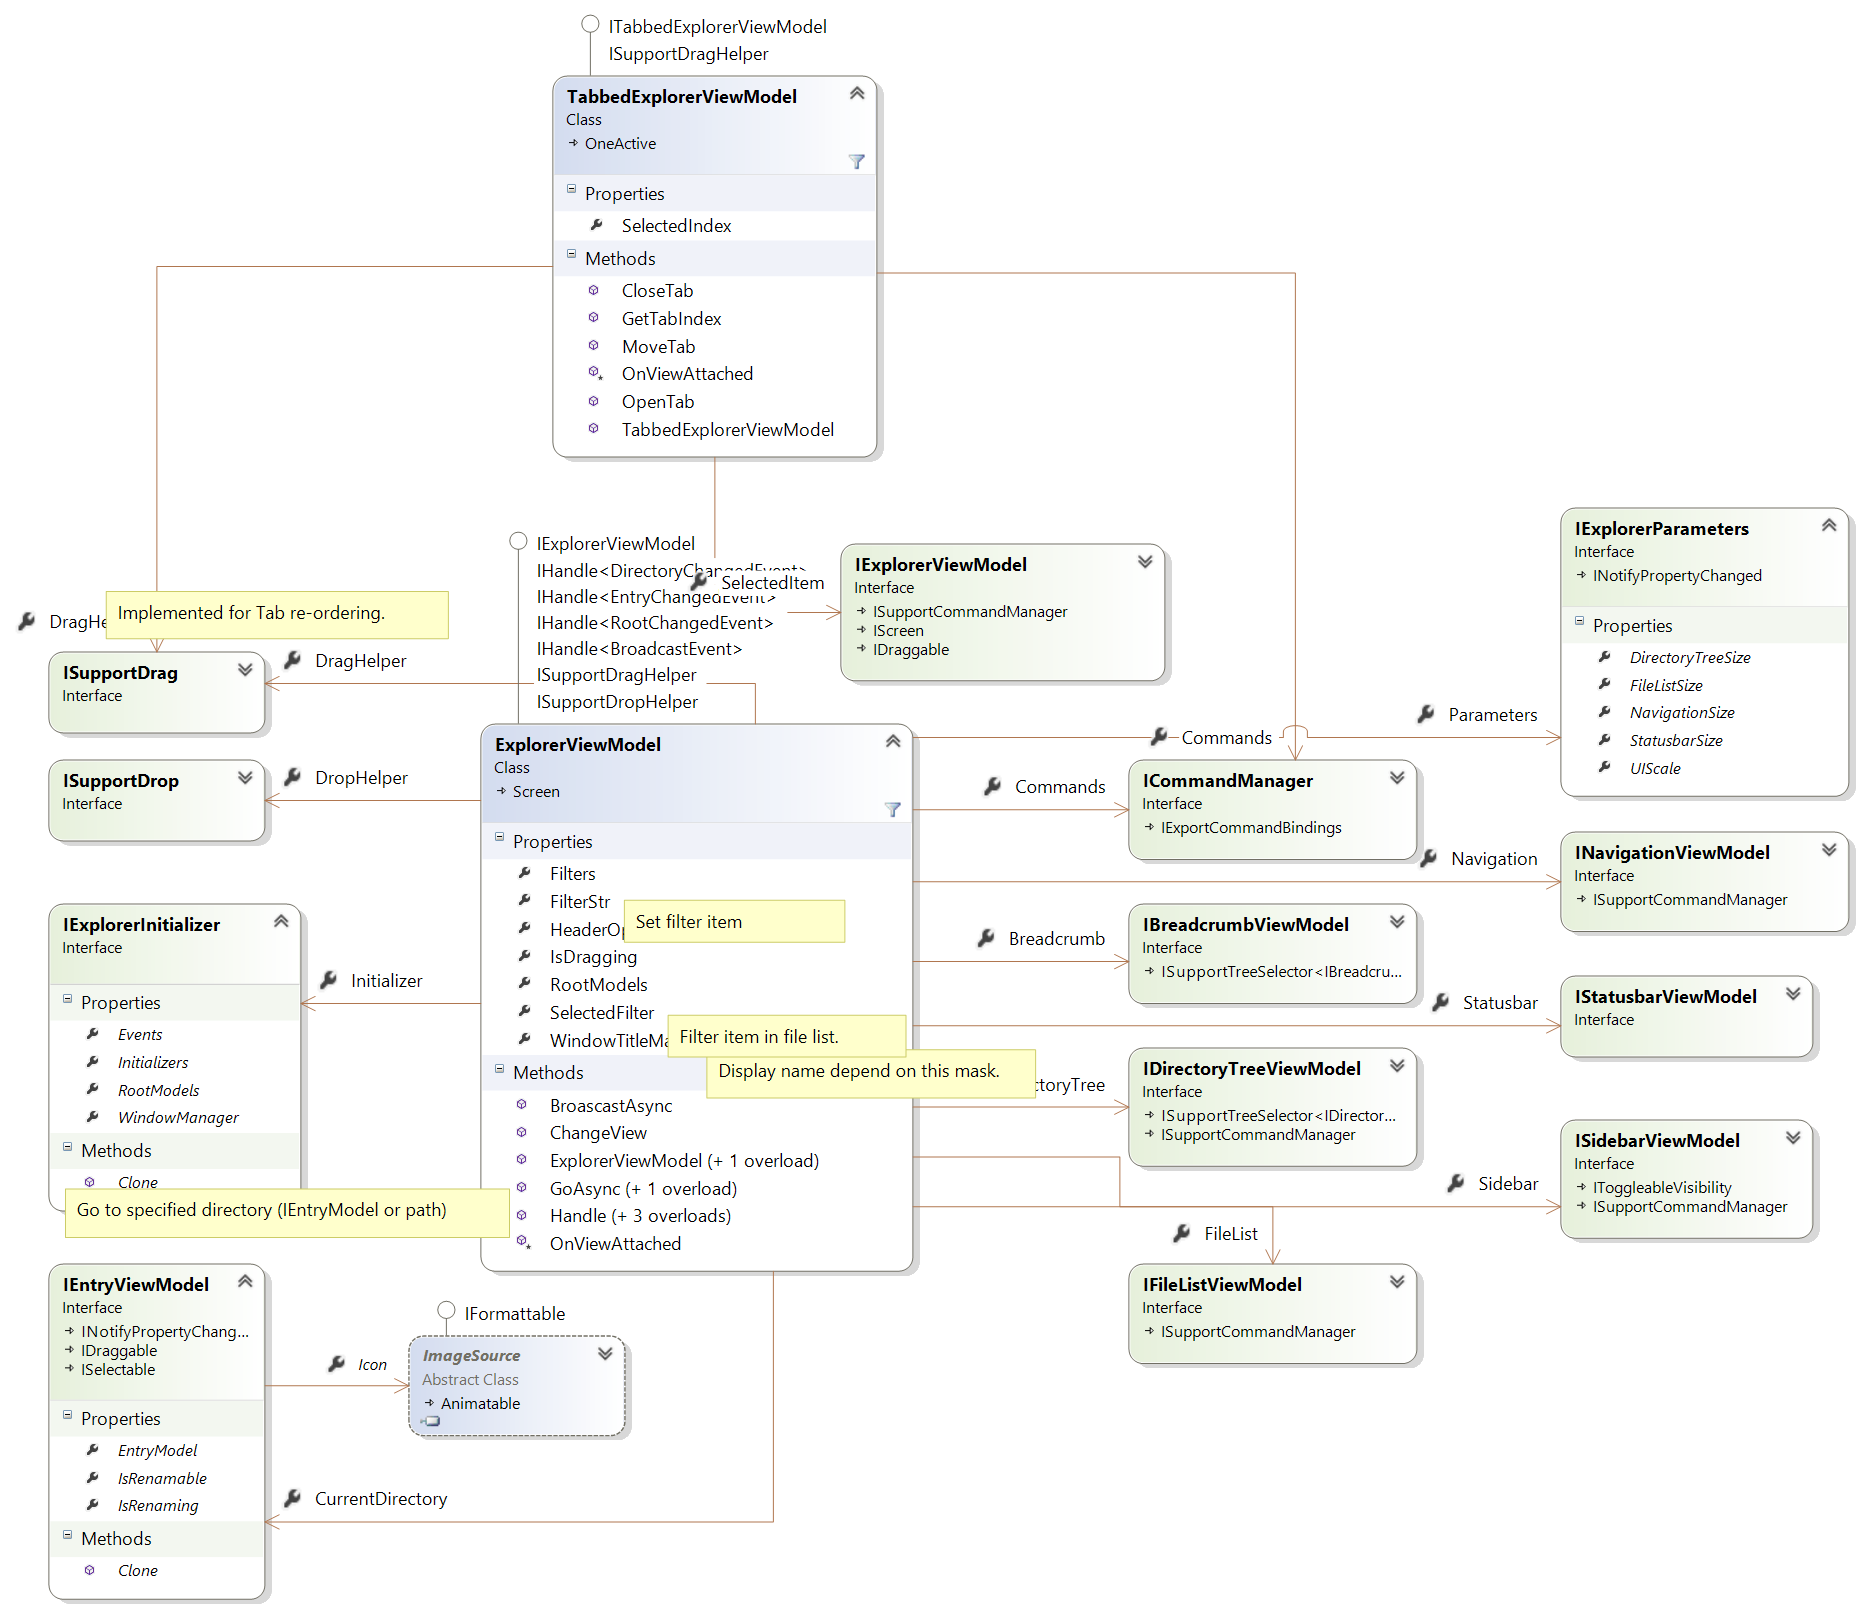 ITabbedExplorerViewModel
ISupportDragHelper
TabbedExplorerViewModel
Class
OneActive
Properties
SelectedIndex
Methods
CloseTab
GetTabIndex
MoveTab
OnViewAttached
OpenTab
TabbedExplorerViewModel
IExplorerViewModel
IHandle<DirectoryChangedEvent>
IHandle<EntryChangedEvent>
IHandle<RootChangedEvent>
IHandle<BroadcastEvent>
ISupportDragHelper
ISupportDropHelper
SelectedItem
IExplorerViewModel
Interface
ISupportCommandManager
IScreen
IDraggable
IExplorerParameters
Interface
INotifyPropertyChanged
Properties
DirectoryTreeSize
FileListSize
NavigationSize
StatusbarSize
UIScale
DragHe
Implemented for Tab re-ordering.
ISupportDrag
Interface
DragHelper
ISupportDrop
Interface
DropHelper
ExplorerViewModel
Class
Screen
Properties
Filters
FilterStr
HeaderOp
IsDragging
RootModels
SelectedFilter
WindowTitleMa
Set filter item
Filter item in file list.
Display name depend on this mask.
Methods
BroascastAsync
ChangeView
ExplorerViewModel (+ 1 overload)
GoAsync (+ 1 overload)
Handle (+ 3 overloads)
OnViewAttached
Parameters
Commands
Commands
ICommandManager
Interface
IExportCommandBindings
Navigation
INavigationViewModel
Interface
ISupportCommandManager
Breadcrumb
IBreadcrumbViewModel
Interface
ISupportTreeSelector<IBreadcru...
Statusbar
IStatusbarViewModel
Interface
ctoryTree
IDirectoryTreeViewModel
Interface
ISupportTreeSelector<IDirector...
ISupportCommandManager
Sidebar
ISidebarViewModel
Interface
IToggleableVisibility
ISupportCommandManager
FileList
IFileListViewModel
Interface
ISupportCommandManager
IExplorerInitializer
Interface
Properties
Events
Initializers
RootModels
WindowManager
Methods
Clone
Initializer
Go to specified directory (IEntryModel or path)
IEntryViewModel
Interface
INotifyPropertyChang...
IDraggable
ISelectable
Properties
EntryModel
IsRenamable
IsRenaming
Methods
Clone
Icon
IFormattable
ImageSource
Abstract Class
Animatable
CurrentDirectory